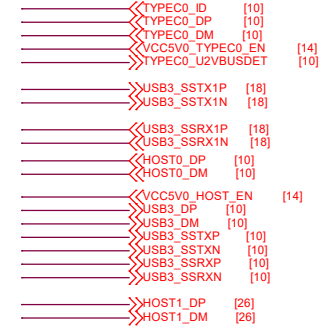 TYPEC0_ID [10]
TYPEC0_DP [10]
TYPEC0_DM [10]
VCC5V0_TYPEC0_EN [14]
TYPEC0_U2VBUSDET [10]
USB3_SSTX1P [18]
USB3_SSTX1N [18]
USB3_SSRX1P [18]
USB3_SSRX1N [18]
HOST0_DP [10]
HOST0_DM [10]
VCC5V0_HOST_EN [14]
USB3_DP [10]
USB3_DM [10]
USB3_SSTXP [10]
USB3_SSTXN [10]
USB3_SSRXP [10]
USB3_SSRXN [10]
HOST1_DP [26]
HOST1_DM [26]